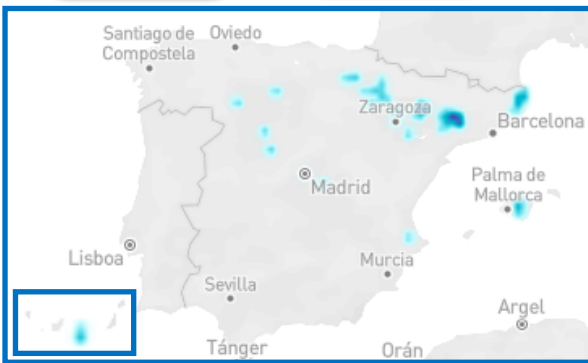 Santiago de
Compostela
Oviedo
Zaragoza
Barcelona
Madrid
Palma de
Mallorca
Lisboa
Murcia
Sevilla
Argel
Tánger
Orán